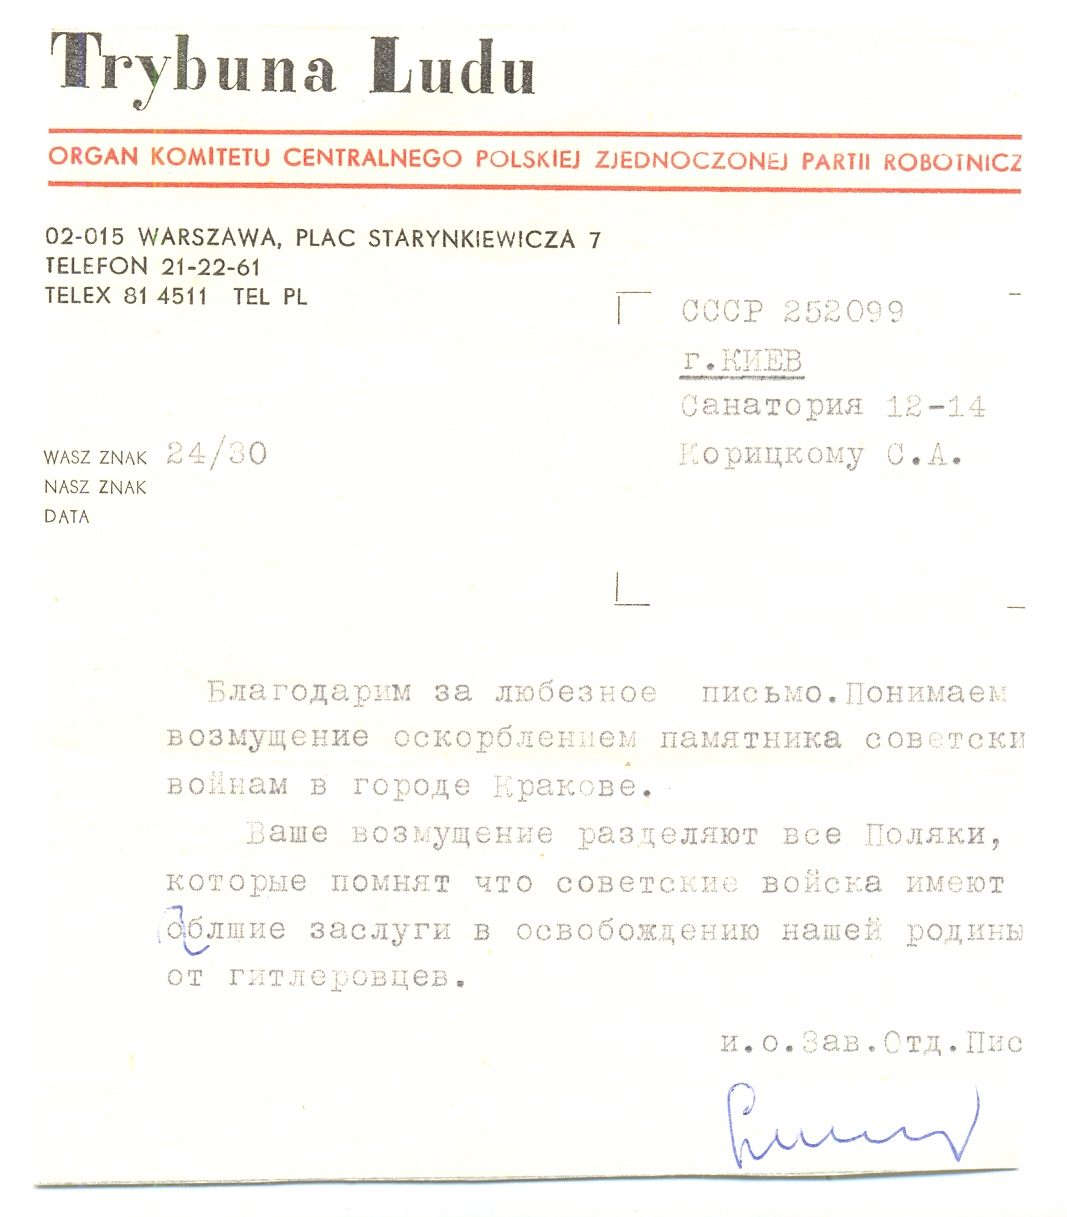 Trybuna Ludu
ORGAN KOMITETU CENTRALNEGO POLSKIEJ ZJEDNOCZONEJ PARTII ROBOTNICZ
02-015 WARSZAWA, PLAC STARYNKIEWICZA 7
TELEFON 21-22-61
TELEX 81 4511 TEL PL
СССР 252099
г.КИЕВ
Санатория 12-14
Корицкому С.А.
WASZ ZNAK 24/30
NASZ ZNAK
DATA
Благодарим за любезное письмо.Понимаем
возмущение оскорблением памятника советски
войнам в городе Кракове.
Ваше возмущение разделяют все Поляки,
которые помнят что советские войска имеют
облшие заслуги в освобождению нашей родины
от гитлеровцев.
и.о.Зав.Отд.Пис